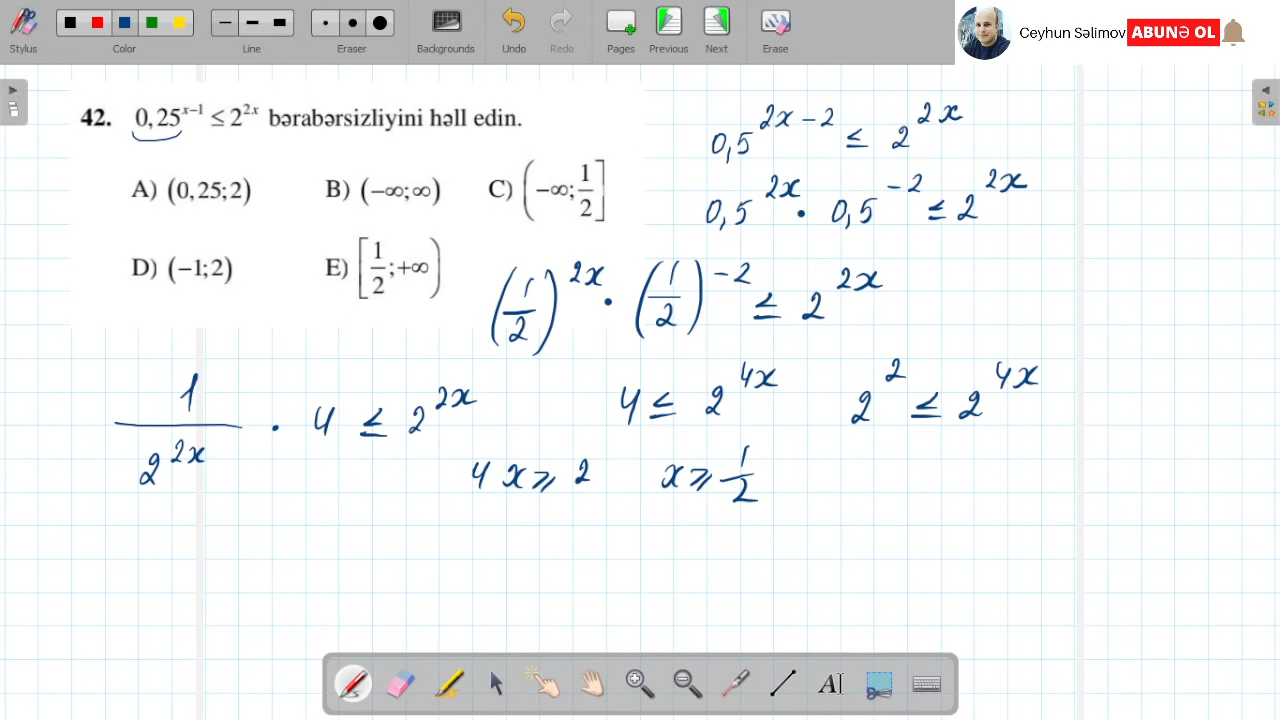 Stylus Color Line Eraser Backgrounds Undo Redo Pages Previous Next Erase
Ceyhun Səlimov ABUNƏ OL
42. 0,25^{x−1} ≤ 2^{2x} bərabərsizliyini həll edin.
A) (0,25;2) B) (−∞;∞) C) (−∞; 1/2]
D) (−1;2) E) [1/2; +∞)
0,5^{2x−2} ≤ 2^{2x}
0,5^{2x} · 0,5^{−2} ≤ 2^{2x}
(1/2)^{2x} · (1/2)^{−2} ≤ 2^{2x}
1/2^{2x} · 4 ≤ 2^{2x} 4 ≤ 2^{4x} 2^2 ≤ 2^{4x}
4x ⩾ 2 x ⩾ 1/2
AI